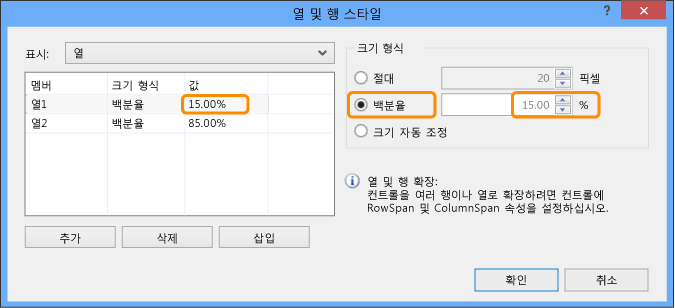 열 및 행 스타일
?
표시: 열
멤버 크기 형식 값
열1 백분율 15.00%
열2 백분율 85.00%
추가 삭제 삽입
크기 형식
절대 20 픽셀
백분율 15.00 %
크기 자동 조정
열 및 행 확장:
컨트롤을 여러 행이나 열로 확장하려면 컨트롤에
RowSpan 및 ColumnSpan 속성을 설정하십시오.
확인 취소